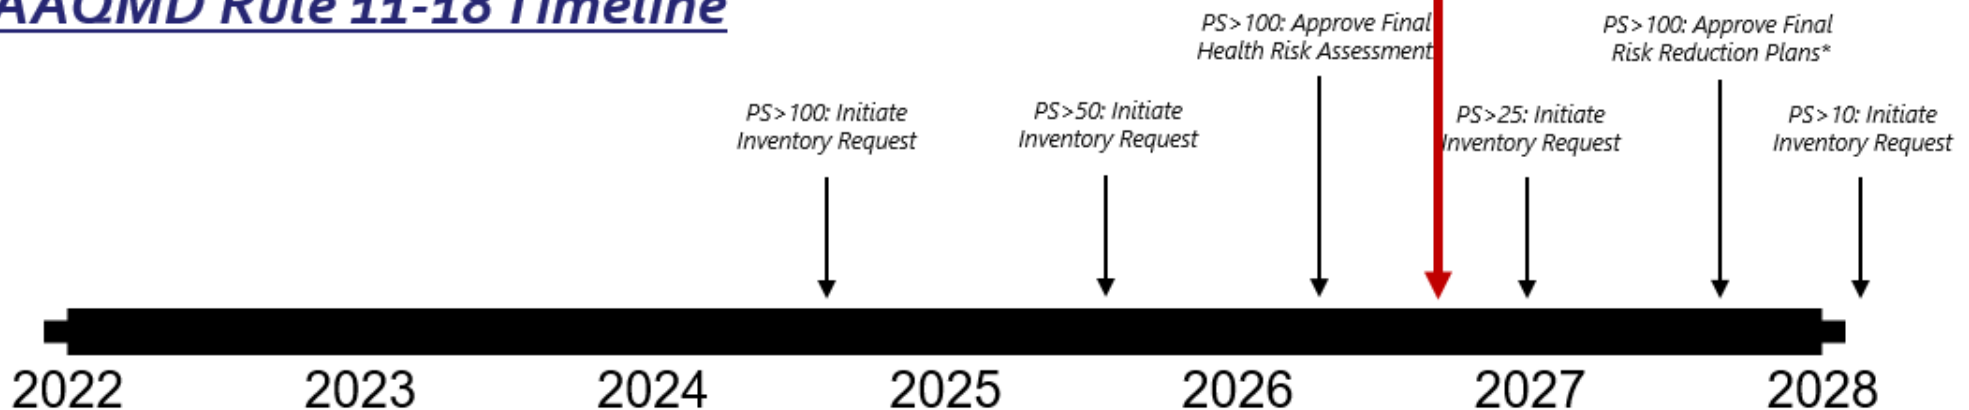 AAQMD Rule 11-18 Timeline
PS>100: Approve Final
Health Risk Assessment
PS>100: Approve Final
Risk Reduction Plans*
PS>100: Initiate
Inventory Request
PS>50: Initiate
Inventory Request
PS>25: Initiate
Inventory Request
PS>10: Initiate
Inventory Request
2022 2023 2024 2025 2026 2027 2028